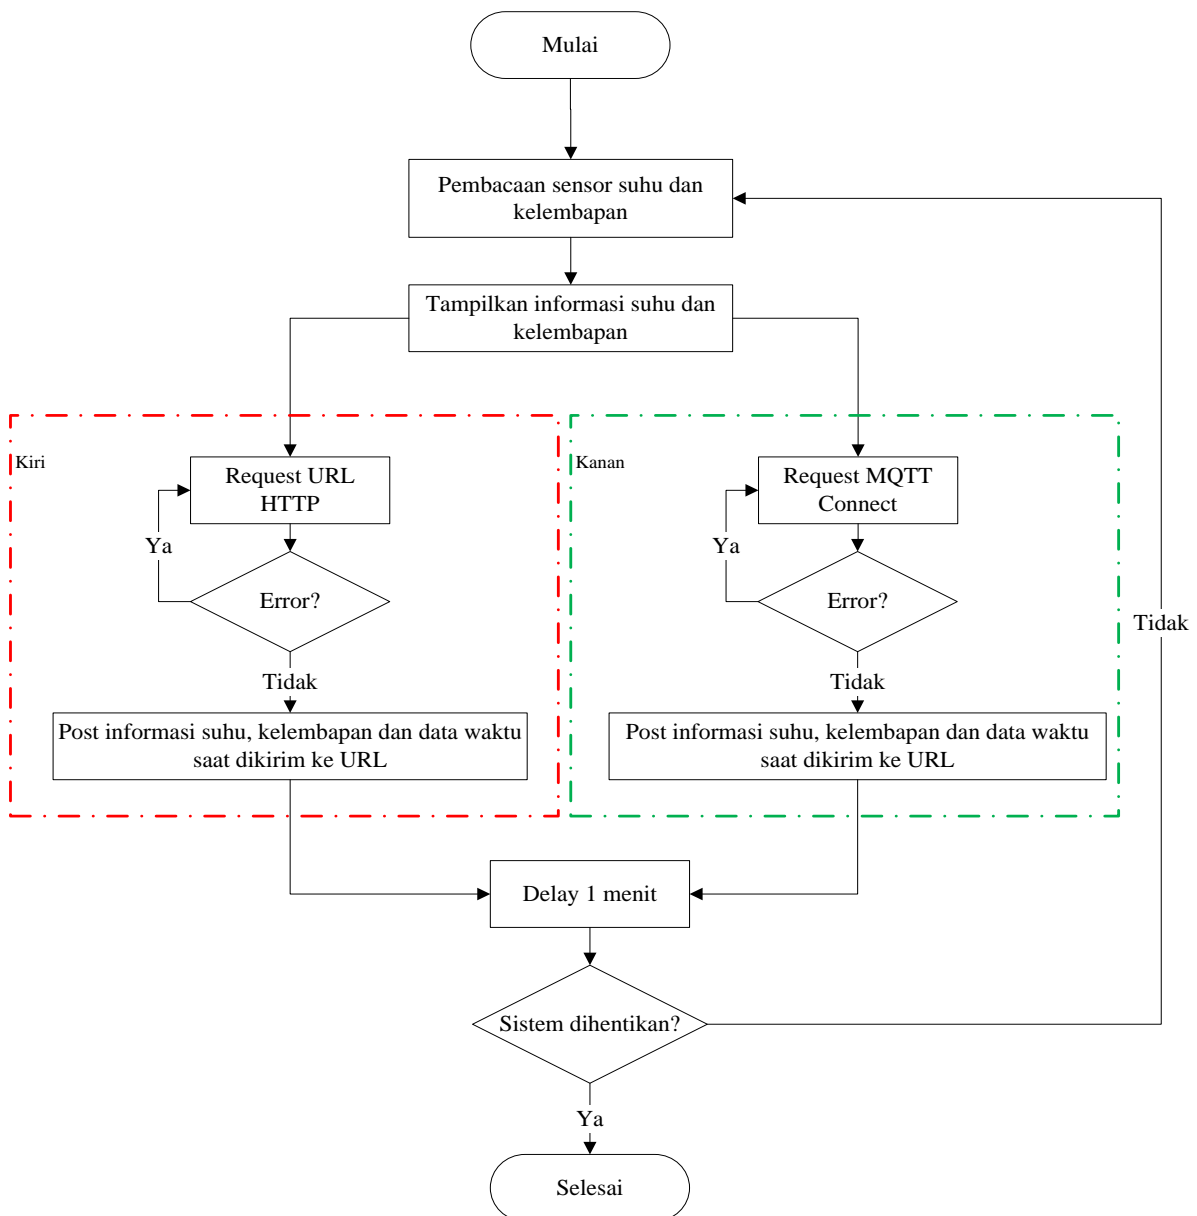 Mulai
Pembacaan sensor suhu dan
kelembapan
Tampilkan informasi suhu dan
kelembapan
Kiri
Request URL
HTTP
Ya
Error?
Tidak
Post informasi suhu, kelembapan dan data waktu
saat dikirim ke URL
Kanan
Request MQTT
Connect
Ya
Error?
Tidak
Post informasi suhu, kelembapan dan data waktu
saat dikirim ke URL
Delay 1 menit
Sistem dihentikan?
Tidak
Ya
Selesai